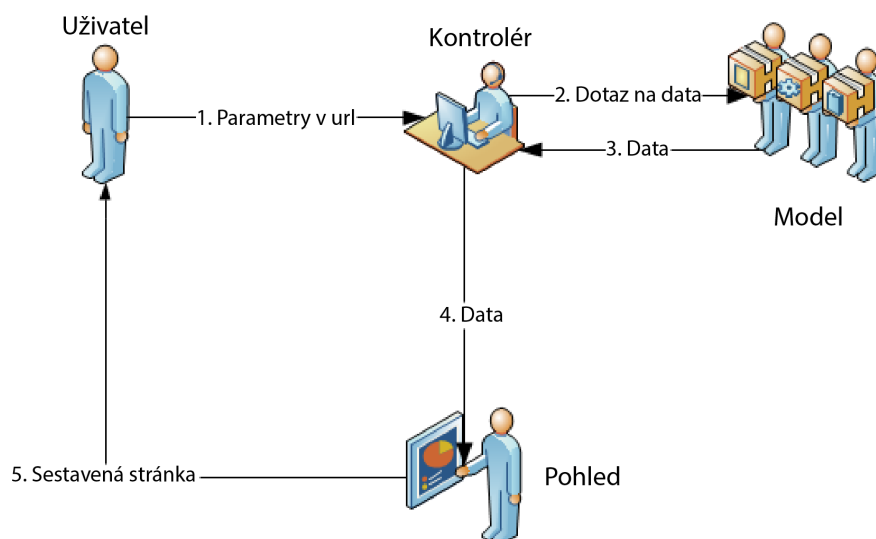 Uživatel
Kontrolér
1. Parametry v url
2. Dotaz na data
3. Data
Model
4. Data
5. Sestavená stránka
Pohled